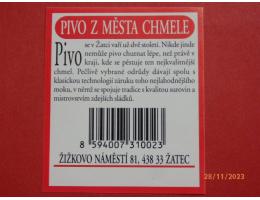 PIVO Z MĚSTA CHMELE
Pivo se v Žatci vaří už dvě století. Nikde jinde
nemůže pivo chutnat lépe, než právě v
kraji, kde se pěstuje ten nejkvalitnější
chmel. Pečlivě vybrané odrůdy dávají spolu s
klasickou technologií záruku toho nejlahodnějšího
moku, v němž se spojuje tradice s kvalitou surovin a
mistrovstvím zdejších sládků.
8 594007 310023
ŽIŽKOVO NÁMĚSTÍ 81, 438 33 ŽATEC
28/11/2023